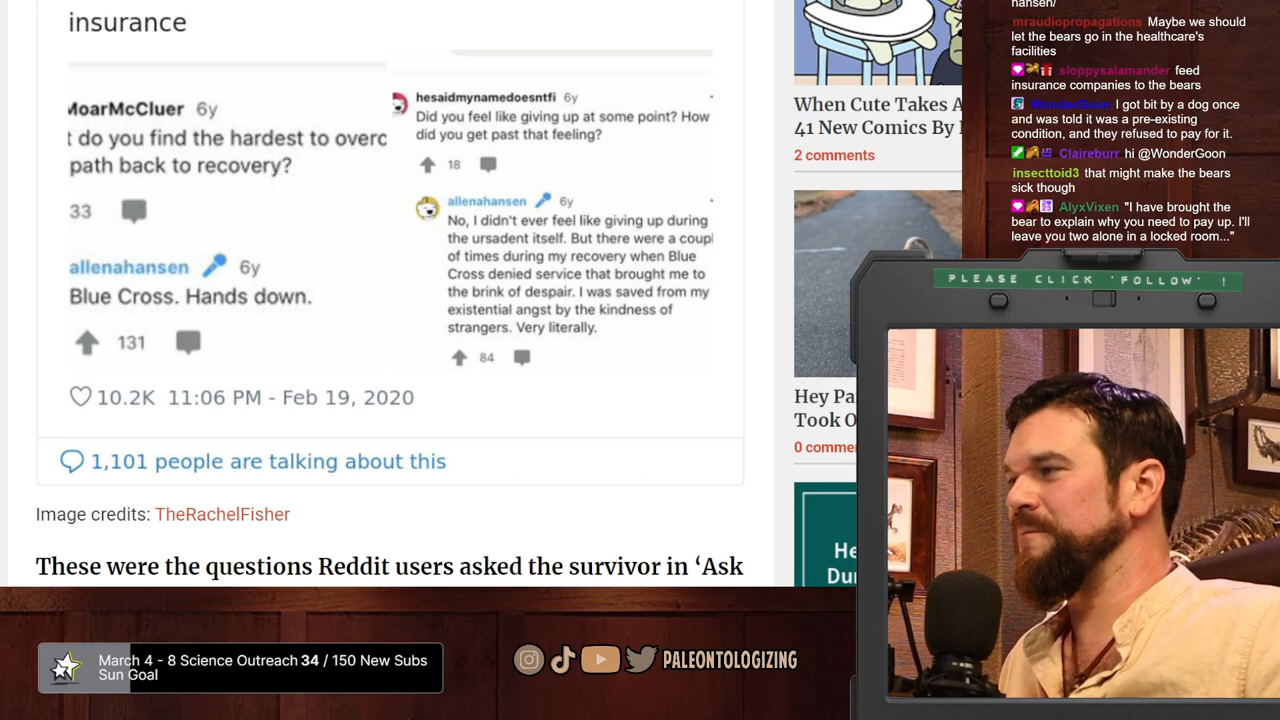 insurance
MoarMcCluer 6y
t do you find the hardest to overc
path back to recovery?
33
allenahansen 6y
Blue Cross. Hands down.
131
hesaidmynamedoesntfi 6y
Did you feel like giving up at some point? How
did you get past that feeling?
18
allenahansen 6y
No, I didn't ever feel like giving up during
the ursadent itself. But there were a coupl
of times during my recovery when Blue
Cross denied service that brought me to
the brink of despair. I was saved from my
existential angst by the kindness of
strangers. Very literally.
84
10.2K 11:06 PM - Feb 19, 2020
1,101 people are talking about this
Image credits: TheRachelFisher
These were the questions Reddit users asked the survivor in ‘Ask
When Cute Takes A
41 New Comics By
2 comments
Hey Pa
Took O
0 comme
He
Dur
hansen/
mraudiopropagations Maybe we should
let the bears go in the healthcare's
facilities
sloppysalamander feed
insurance companies to the bears
WonderGoon I got bit by a dog once
and was told it was a pre-existing
condition, and they refused to pay for it.
Claireburr hi @WonderGoon
insecttoid3 that might make the bears
sick though
AlyxVixen "I have brought the
bear to explain why you need to pay up. I'll
leave you two alone in a locked room..."
PLEASE CLICK 'FOLLOW' !
March 4 - 8 Science Outreach 34 / 150 New Subs
Sun Goal
PALEONTOLOGIZING